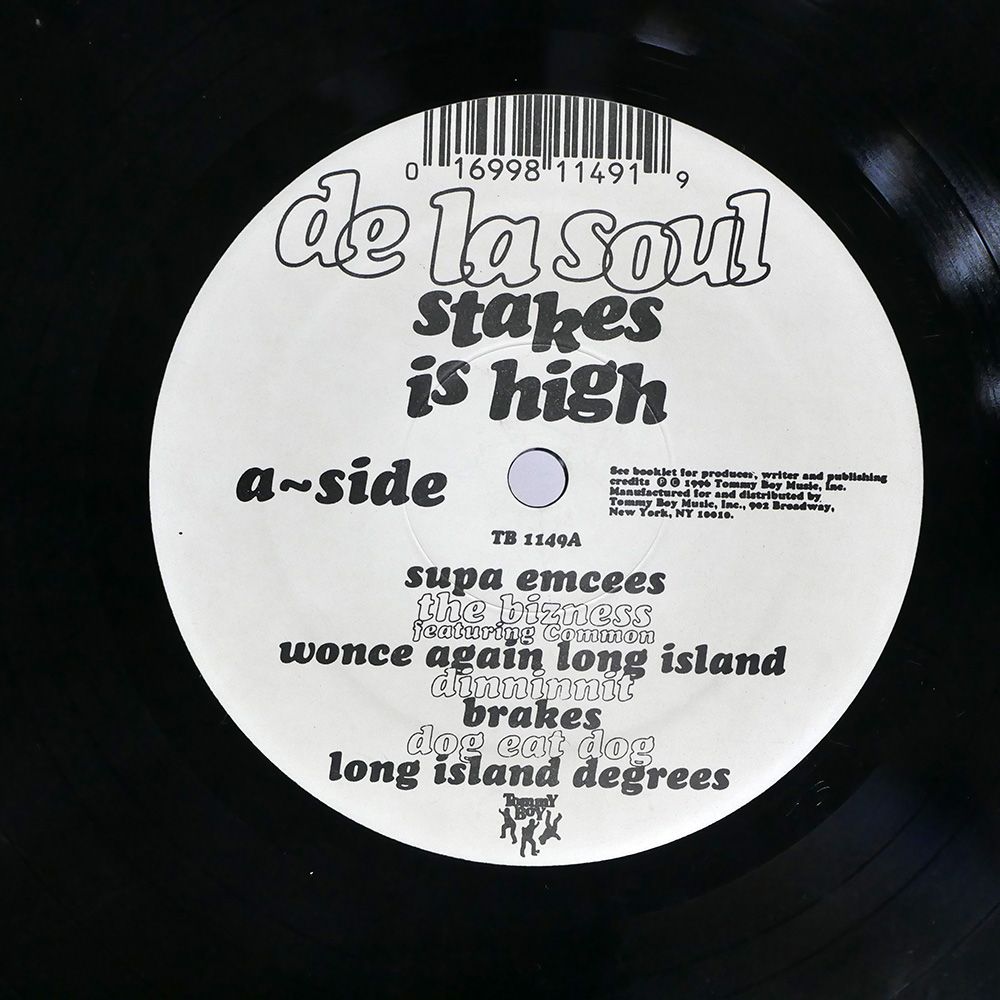 0 16998 11491 9
de la soul
stakes
is high
a~side
See booklet for producer, writer and publishing
credits ℗ © 1996 Tommy Boy Music, Inc.
Manufactured for and distributed by
Tommy Boy Music, Inc., 902 Broadway,
New York, NY 10010.
TB 1149A
supa emcees
the bizness
featuring Common
wonce again long island
dinninnit
brakes
dog eat dog
long island degrees
Tommy
Boy